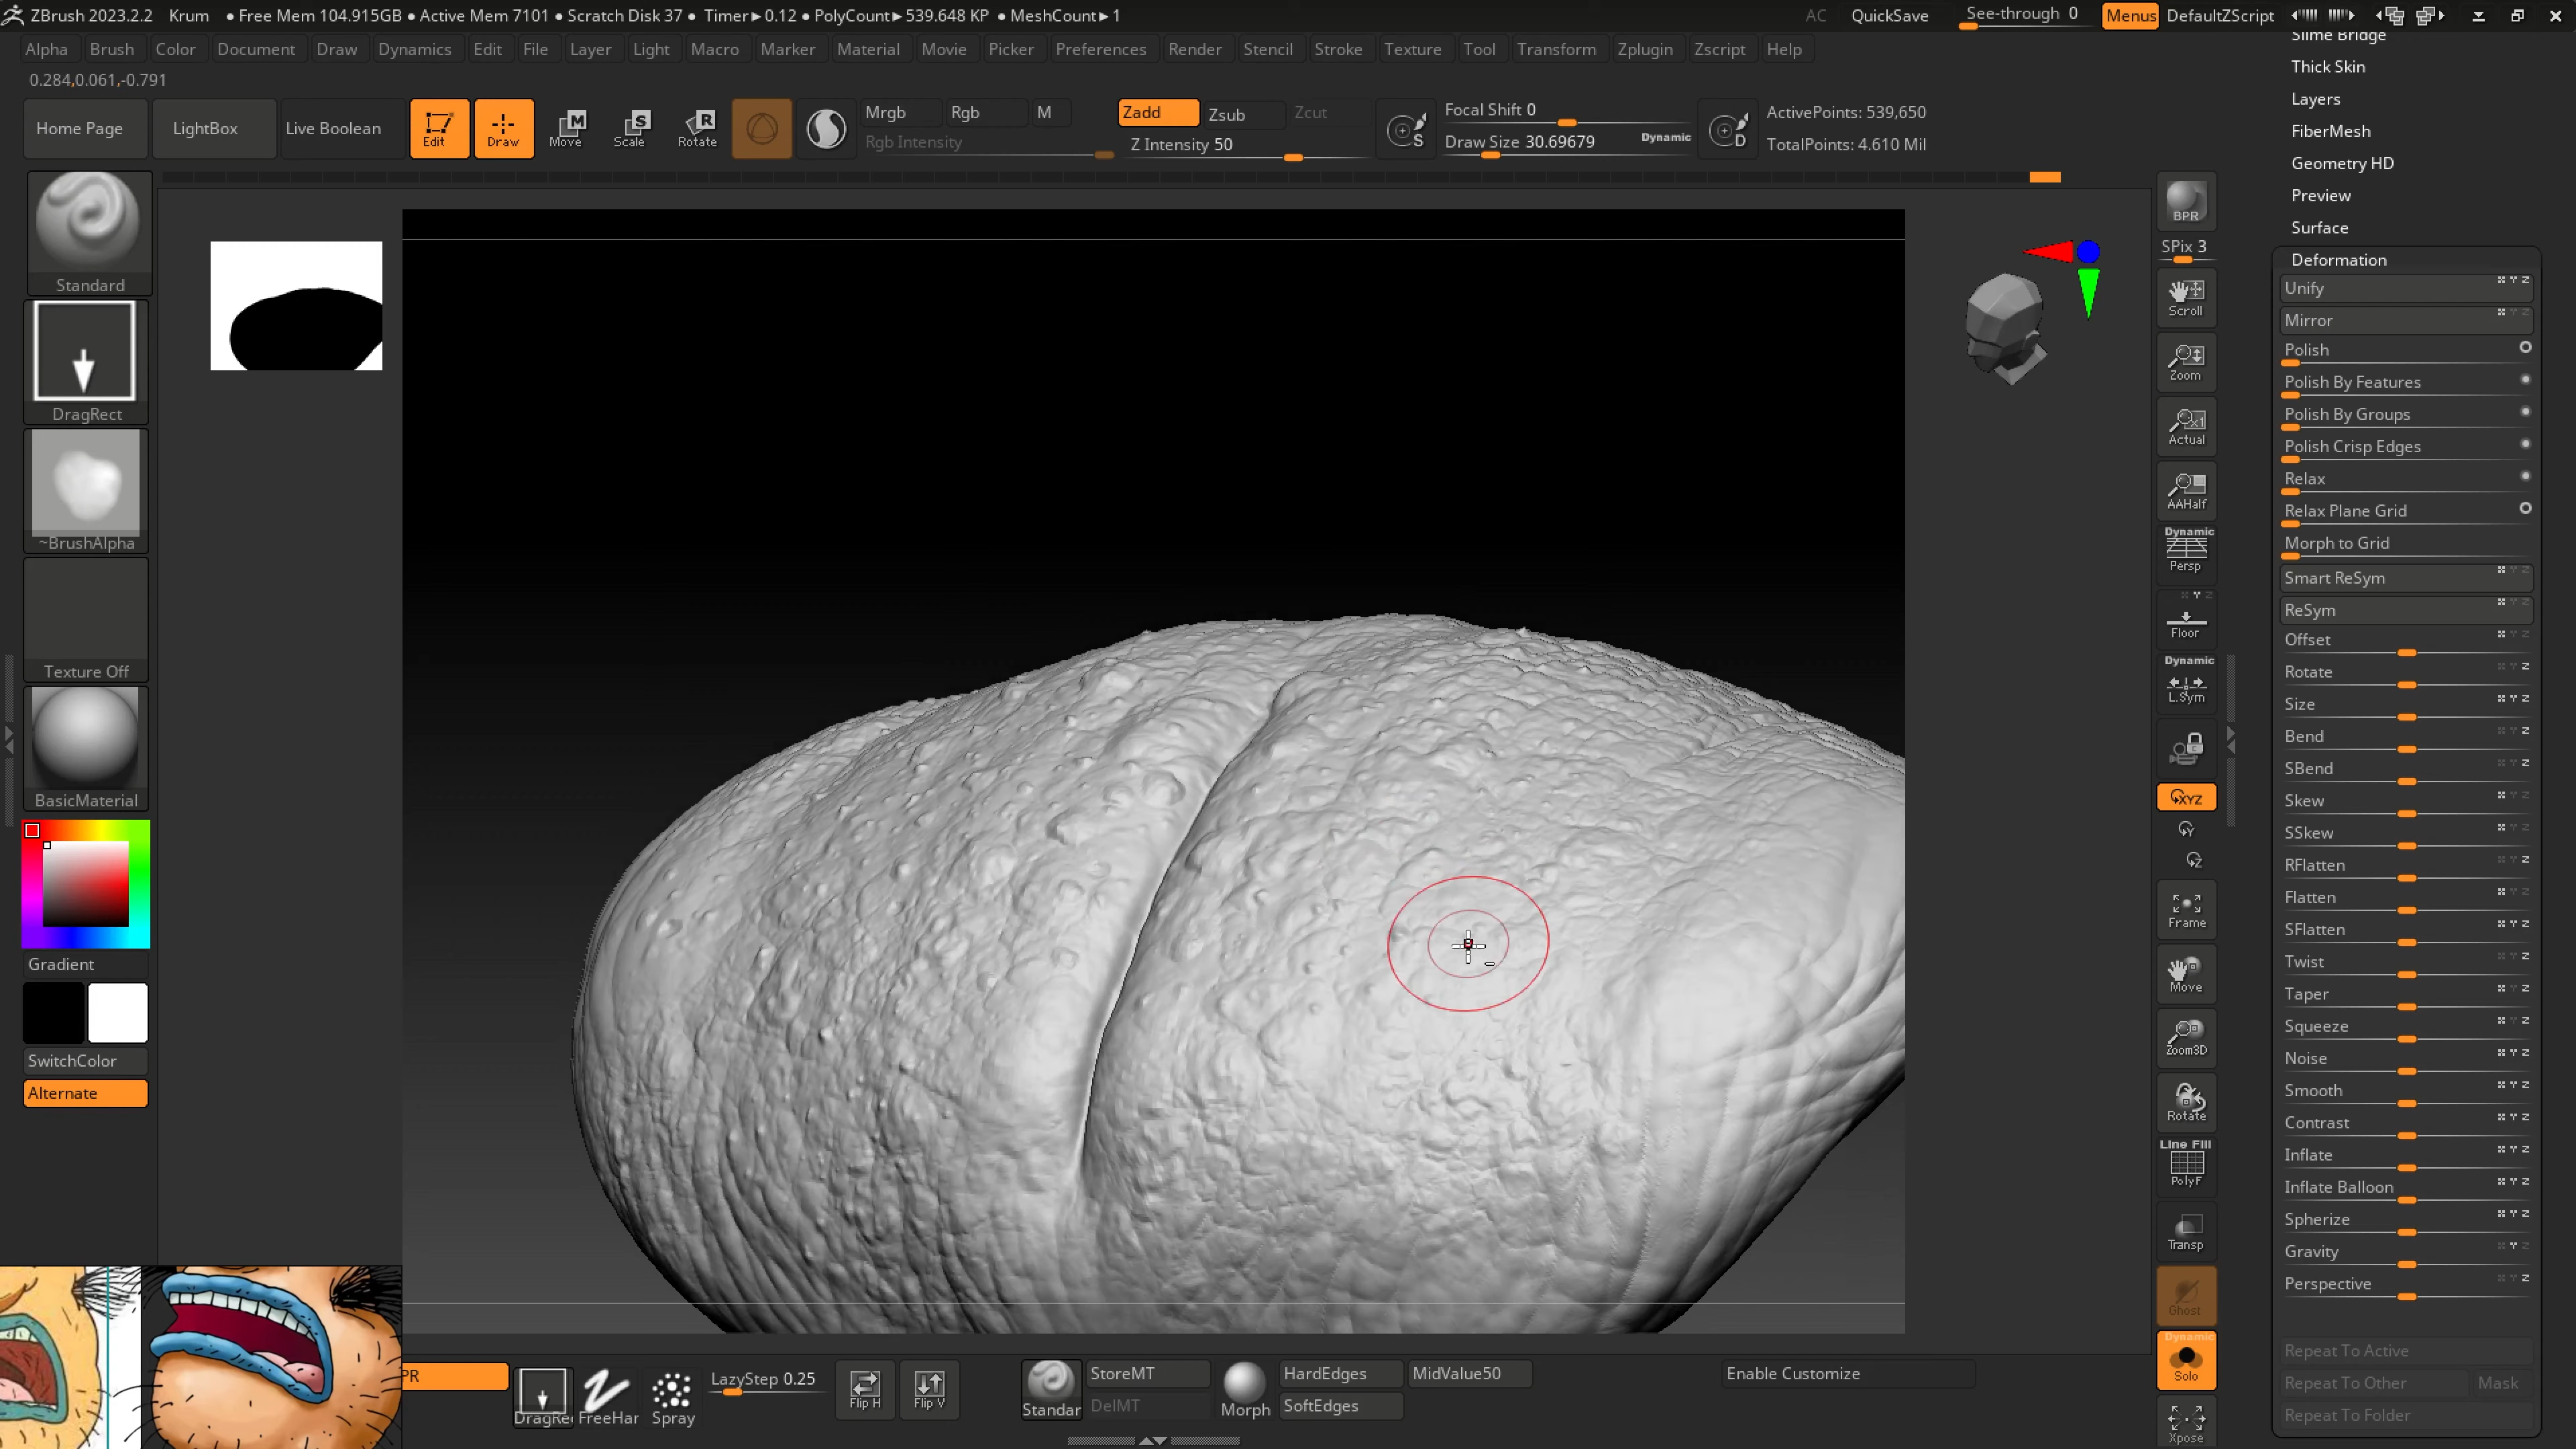 ZBrush 2023.2.2 Krum • Free Mem 104.915GB • Active Mem 7101 • Scratch Disk 37 • Timer►0.12 • PolyCount►539.648 KP • MeshCount►1 AC QuickSave See-through 0 Menus DefaultZScript
Alpha Brush Color Document Draw Dynamics Edit File Layer Light Macro Marker Material Movie Picker Preferences Render Stencil Stroke Texture Tool Transform Zplugin Zscript Help
0.284,0.061,-0.791
Home Page LightBox Live Boolean Edit Draw Move Scale Rotate
M S R
Mrgb Rgb M
Rgb Intensity
Zadd Zsub Zcut
Z Intensity 50
S
Focal Shift 0
Draw Size 30.69679 Dynamic
D
ActivePoints: 539,650
TotalPoints: 4.610 Mil
Standard
DragRect
~BrushAlpha
Texture Off
BasicMaterial
Gradient
SwitchColor
Alternate
BPR
SPix 3
Scroll
Zoom
Actual
AAHalf
Dynamic
Persp
Floor
Dynamic
L.Sym
XYZ
Y
Z
Frame
Move
Zoom3D
Rotate
Line Fill
PolyF
Transp
Ghost
Dynamic
Solo
Xpose
Slime Bridge
Thick Skin
Layers
FiberMesh
Geometry HD
Preview
Surface
Deformation
Unify
Mirror
Polish
Polish By Features
Polish By Groups
Polish Crisp Edges
Relax
Relax Plane Grid
Morph to Grid
Smart ReSym
ReSym
Offset
Rotate
Size
Bend
SBend
Skew
SSkew
RFlatten
Flatten
SFlatten
Twist
Taper
Squeeze
Noise
Smooth
Contrast
Inflate
Inflate Balloon
Spherize
Gravity
Perspective
Repeat To Active
Repeat To Other Mask
Repeat To Folder
PR
DragRe FreeHar Spray
LazyStep 0.25
Flip H Flip V
Standar
StoreMT
DelMT
Morph
HardEdges
SoftEdges
MidValue50
Enable Customize